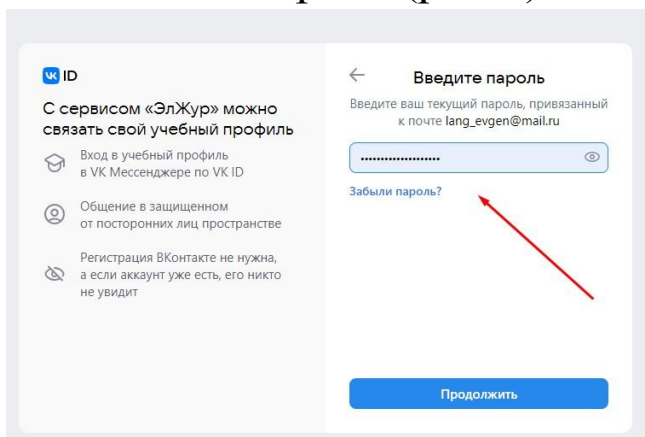 VK ID
С сервисом «ЭлЖур» можно
связать свой учебный профиль
Вход в учебный профиль
в VK Мессенджере по VK ID
Общение в защищенном
от посторонних лиц пространстве
Регистрация ВКонтакте не нужна,
а если аккаунт уже есть, его никто
не увидит
Введите пароль
Введите ваш текущий пароль, привязанный
к почте lang_evgen@mail.ru
Забыли пароль?
Продолжить